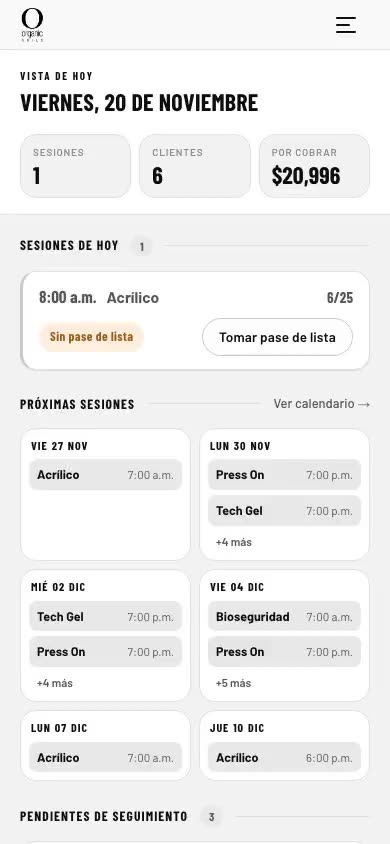 O
organic
NAILS
VISTA DE HOY
VIERNES, 20 DE NOVIEMBRE
SESIONES
1
CLIENTES
6
POR COBRAR
$20,996
SESIONES DE HOY 1
8:00 a.m. Acrílico 6/25
Sin pase de lista Tomar pase de lista
PRÓXIMAS SESIONES Ver calendario →
VIE 27 NOV
Acrílico 7:00 a.m.
LUN 30 NOV
Press On 7:00 p.m.
Tech Gel 7:00 p.m.
+4 más
MIÉ 02 DIC
Tech Gel 7:00 p.m.
Press On 7:00 p.m.
+4 más
VIE 04 DIC
Bioseguridad 7:00 a.m.
Press On 7:00 p.m.
+5 más
LUN 07 DIC
Acrílico 7:00 a.m.
JUE 10 DIC
Acrílico 6:00 p.m.
PENDIENTES DE SEGUIMIENTO 3